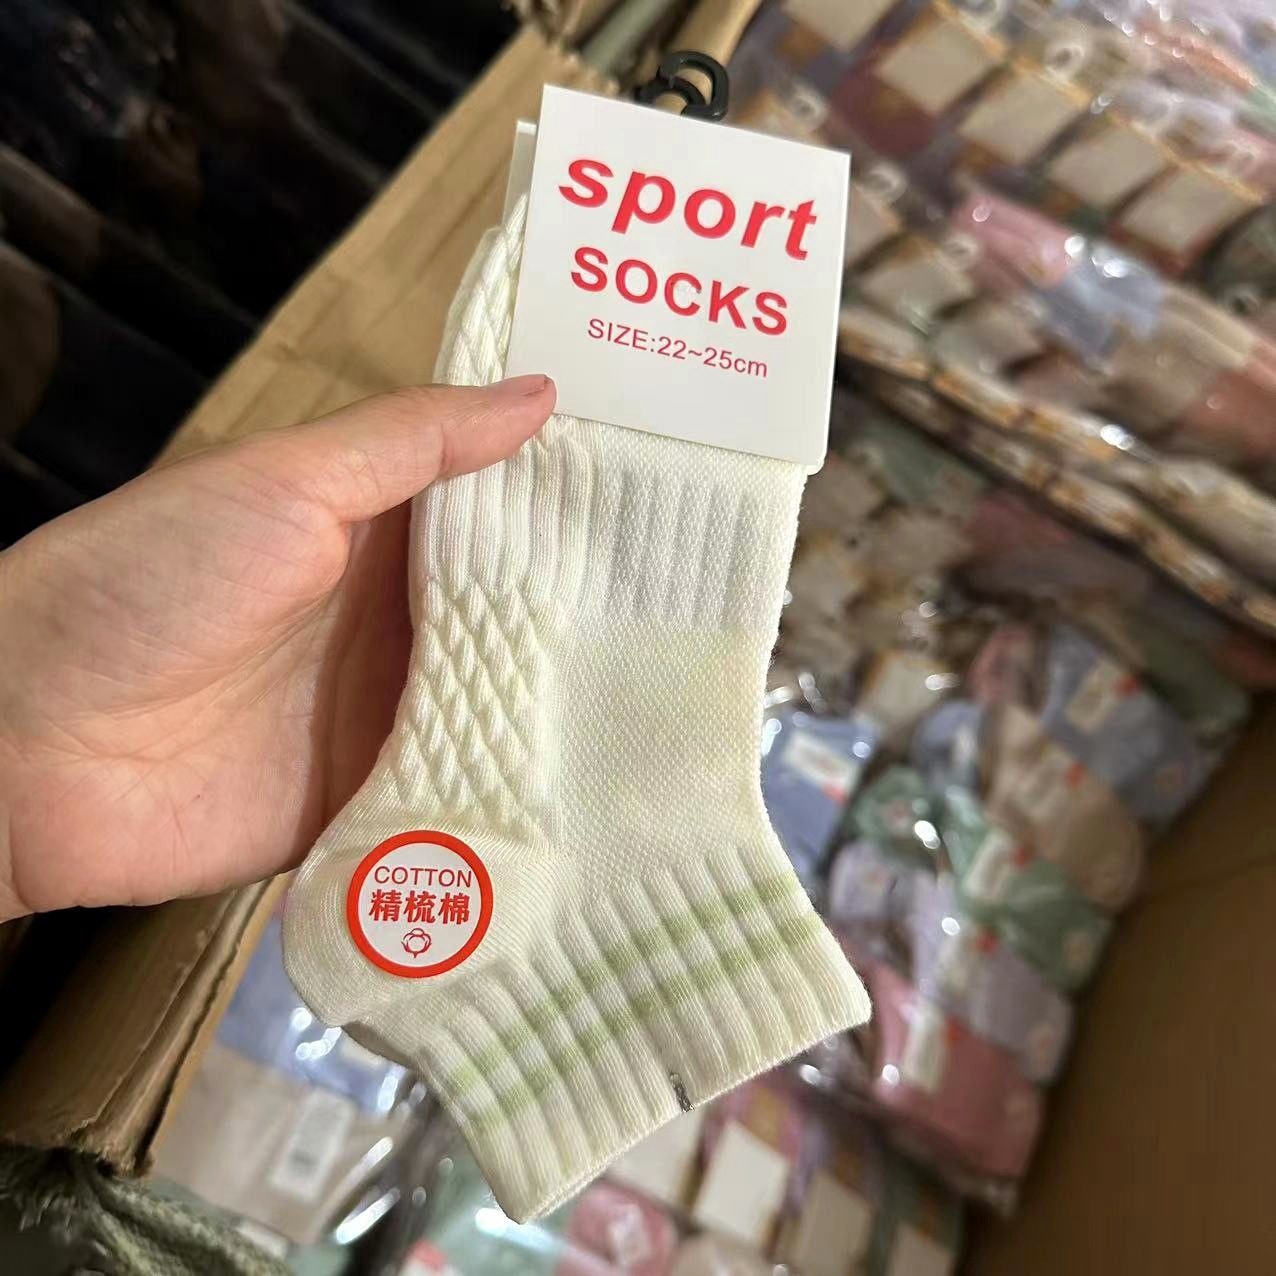 sport
SOCKS
SIZE:22~25cm
COTTON
精梳棉